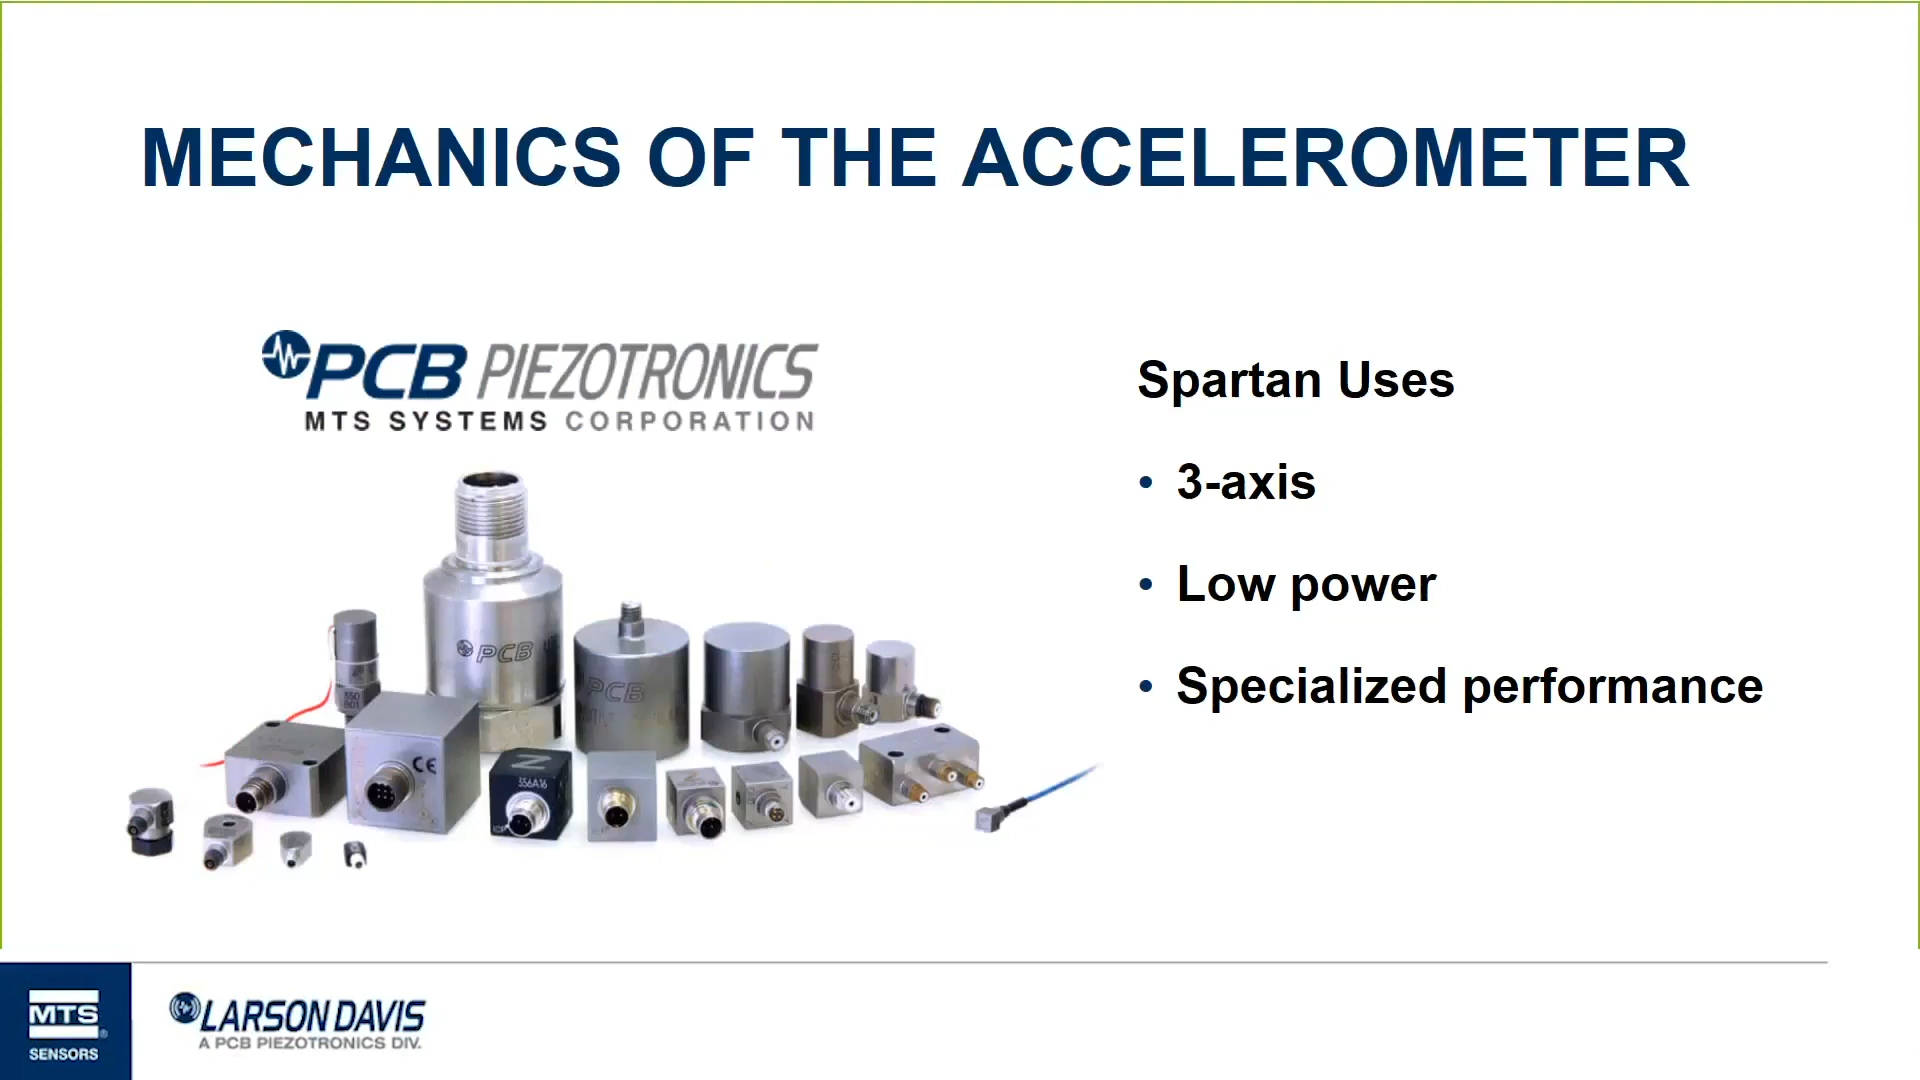 MECHANICS OF THE ACCELEROMETER
PCB PIEZOTRONICS
MTS SYSTEMS CORPORATION
Spartan Uses
• 3-axis
• Low power
• Specialized performance
PCB
PCB
CE
Z
356A16
MTS
®
SENSORS
LARSON DAVIS
A PCB PIEZOTRONICS DIV.